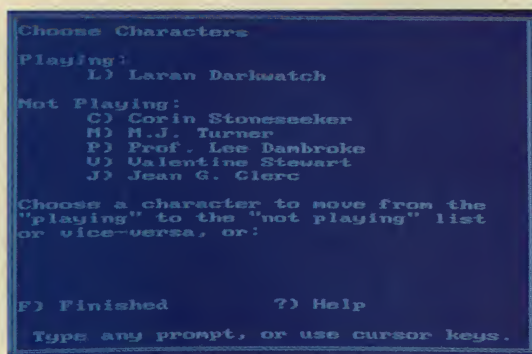 Choose Characters
Playing:
L) Laran Darkwatch
Not Playing:
C) Corin Stoneseeker
M) M.J. Turner
P) Prof. Lee Dambroke
V) Valentine Stewart
J) Jean G. Clerc
Choose a character to move from the
"playing" to the "not playing" list
or vice-versa, or:
F) Finished ?) Help
Type any prompt, or use cursor keys.